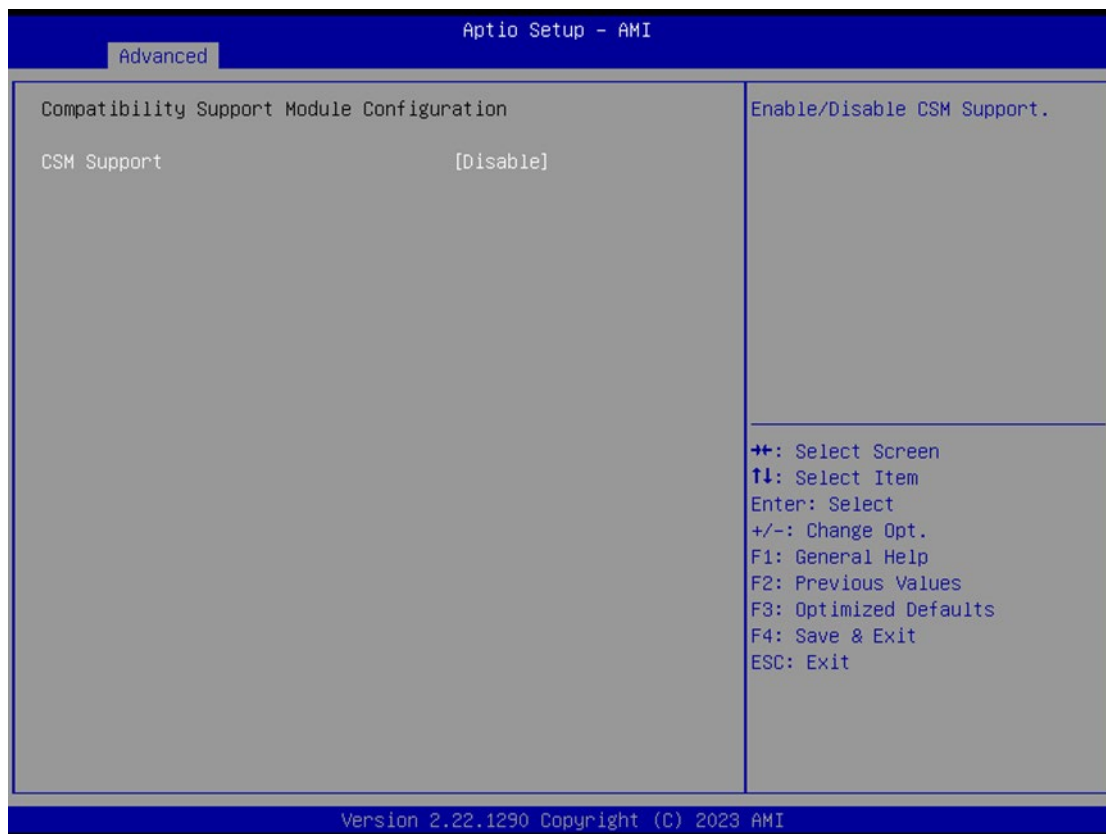 Aptio Setup - AMI
Advanced
Compatibility Support Module Configuration
CSM Support [Disable]
Enable/Disable CSM Support.
→←: Select Screen
↑↓: Select Item
Enter: Select
+/-: Change Opt.
F1: General Help
F2: Previous Values
F3: Optimized Defaults
F4: Save & Exit
ESC: Exit
Version 2.22.1290 Copyright (C) 2023 AMI